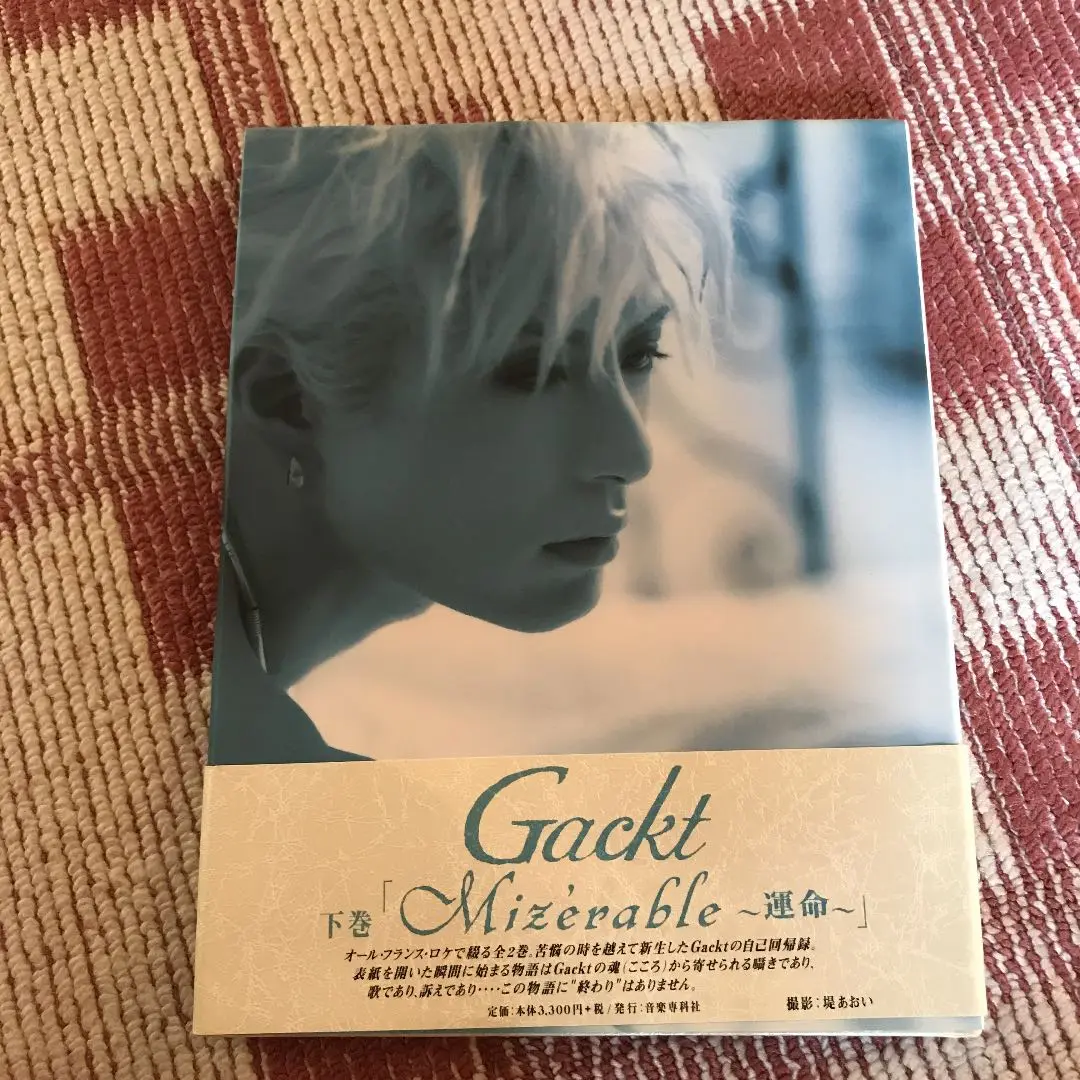 Gackt
下巻「Mizérable ～運命～」
オール・フランス・ロケで綴る全2巻。苦悩の時を越えて新生したGacktの自己回帰録。
表紙を開いた瞬間に始まる物語はGacktの魂(こころ)から寄せられる囁きであり、
歌であり、訴えであり‥‥この物語に"終わり"はありません。
定価:本体3,300円+税/発行:音楽専科社
撮影:堤あおい